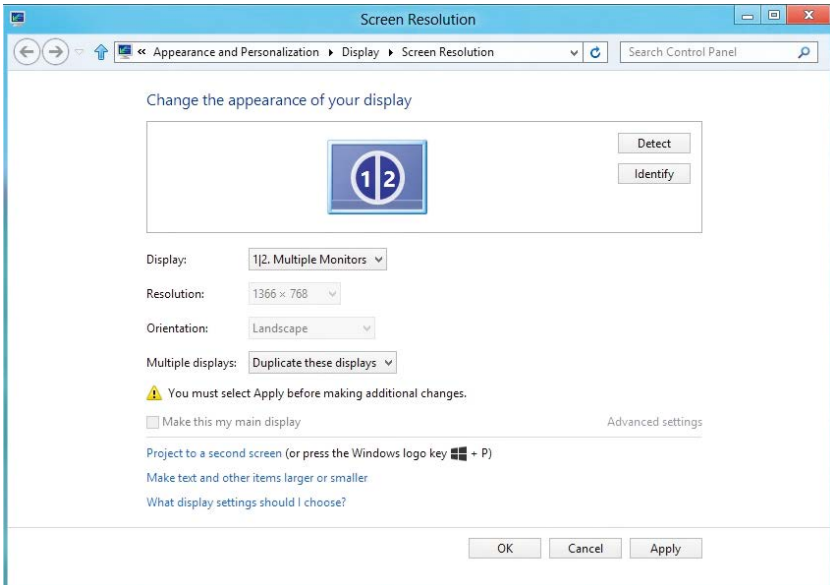 Screen Resolution
« Appearance and Personalization Display Screen Resolution Search Control Panel
Change the appearance of your display
1 2
Detect
Identify
Display: 1|2. Multiple Monitors
Resolution: 1366 × 768
Orientation: Landscape
Multiple displays: Duplicate these displays
You must select Apply before making additional changes.
Make this my main display Advanced settings
Project to a second screen (or press the Windows logo key + P)
Make text and other items larger or smaller
What display settings should I choose?
OK Cancel Apply